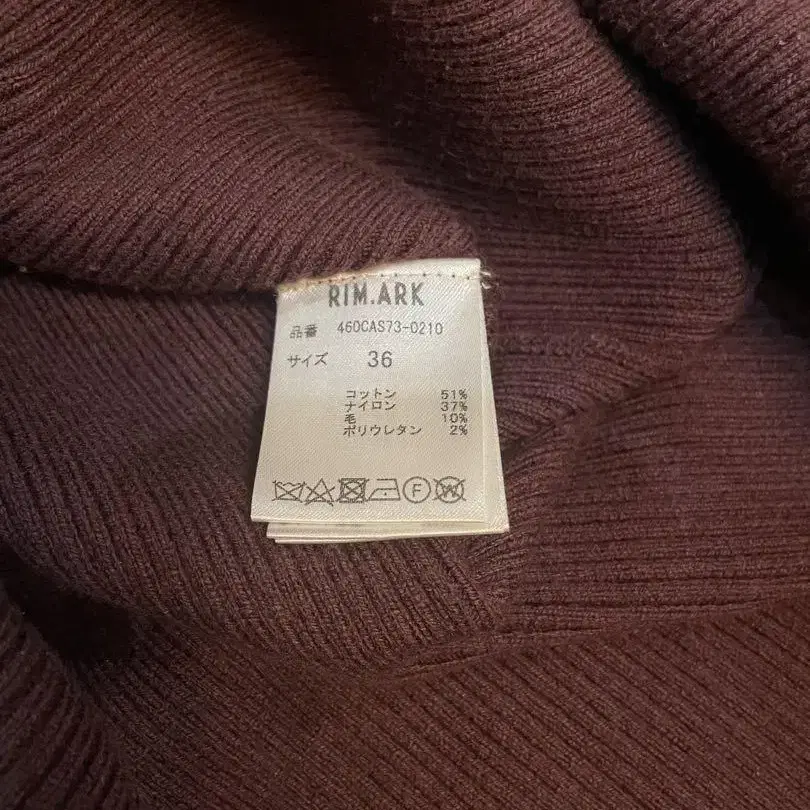 RIM.ARK
品番 460CAS73-0210
サイズ 36
コットン 51%
ナイロン 37%
毛 10%
ポリウレタン 2%
F W